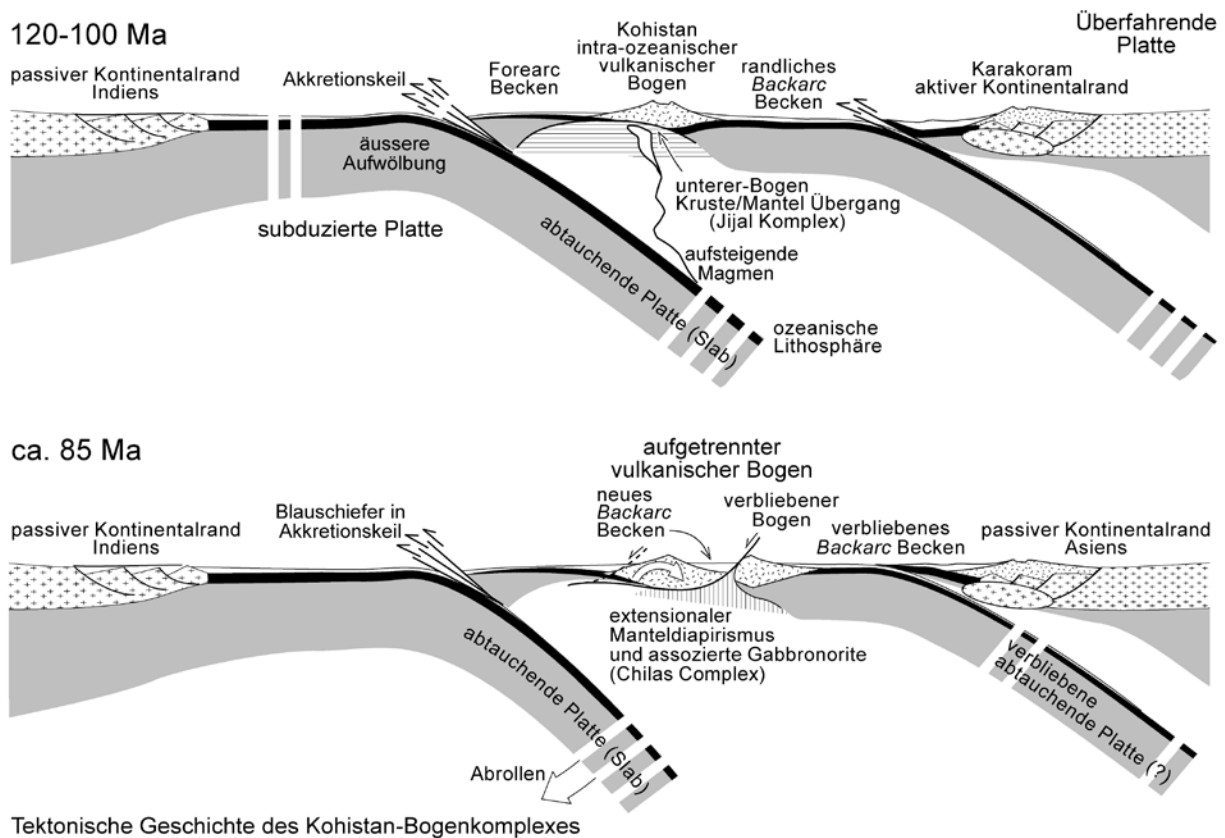 120-100 Ma
passiver Kontinentalrand
Indiens
Akkretionskeil
Forearc
Becken
Kohistan
intra-ozeanischer
vulkanischer
Bogen
randliches
Backarc
Becken
Überfahrende
Platte
Karakoram
aktiver Kontinentalrand
äussere
Aufwölbung
subduzierte Platte
abtauchende Platte (Slab)
unterer-Bogen
Kruste/Mantel Übergang
(Jijal Komplex)
aufsteigende
Magmen
ozeanische
Lithosphäre
ca. 85 Ma
passiver Kontinentalrand
Indiens
Blauschiefer in
Akkretionskeil
aufgetrennter
vulkanischer Bogen
neues
Backarc
Becken
verbliebener
Bogen
verbliebenes
Backarc Becken
passiver Kontinentalrand
Asiens
extensionaler
Manteldiapirismus
und assozierte Gabbronorite
(Chilas Complex)
abtauchende Platte (Slab)
verbliebene
abtauchende Platte (?)
Abrollen
Tektonische Geschichte des Kohistan-Bogenkomplexes